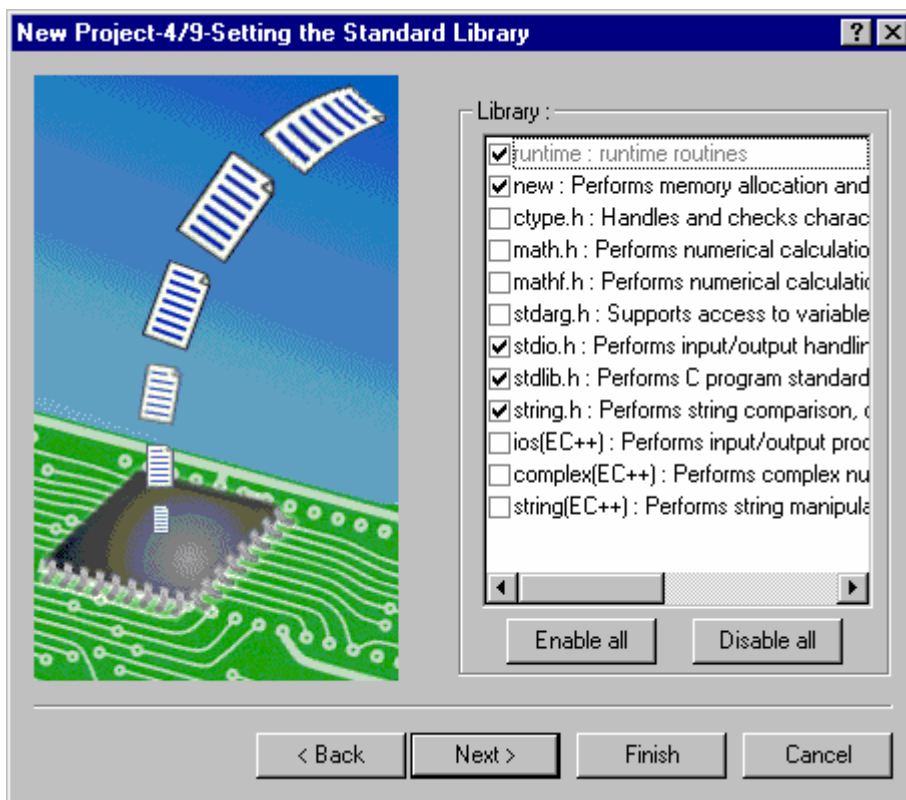 New Project-4/9-Setting the Standard Library
Library :
runtime : runtime routines
new : Performs memory allocation and
ctype.h : Handles and checks charac
math.h : Performs numerical calculatio
mathf.h : Performs numerical calculatic
stdarg.h : Supports access to variable
stdio.h : Performs input/output handlin
stdlib.h : Performs C program standard
string.h : Performs string comparison, c
ios(EC++) : Performs input/output proc
complex(EC++) : Performs complex nu
string(EC++) : Performs string manipula
Enable all
Disable all
< Back
Next >
Finish
Cancel